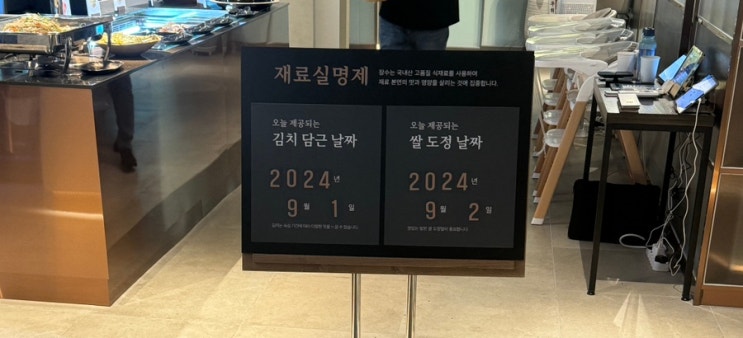 재료실명제
장수는 국내산 고품질 식재료를 사용하며
재료 본연의 맛과 영양을 살리는 것에 집중합니다.
오늘 제공되는
김치 담근 날짜
2024년
9월 1일
오늘 제공되는
쌀 도정 날짜
2024년
9월 2일